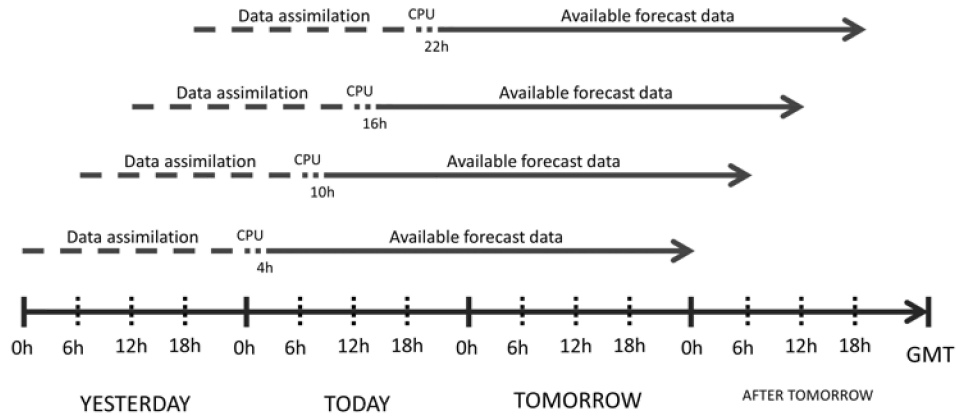 Data assimilation CPU Available forecast data
22h
Data assimilation CPU Available forecast data
16h
Data assimilation CPU Available forecast data
10h
Data assimilation CPU Available forecast data
4h
0h 6h 12h 18h 0h 6h 12h 18h 0h 6h 12h 18h 0h 6h 12h 18h GMT
YESTERDAY TODAY TOMORROW AFTER TOMORROW